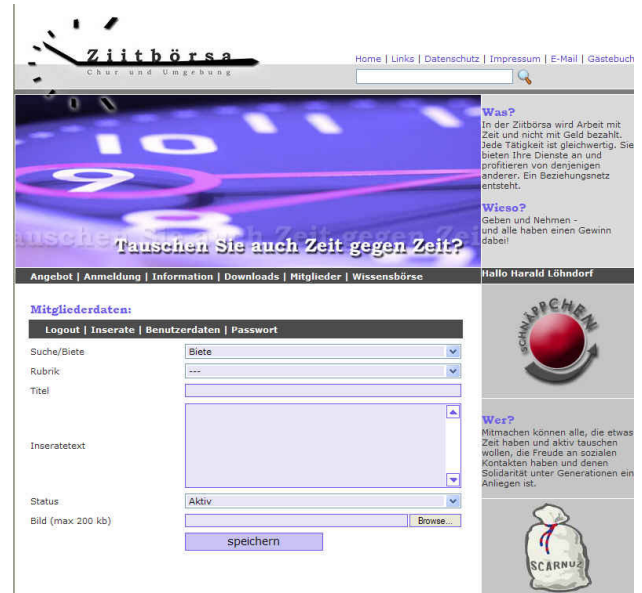 Ziitbörsa
Chur und Umgebung
Home | Links | Datenschutz | Impressum | E-Mail | Gästebuch
Tauschen Sie auch Zeit gegen Zeit?
Was?
In der Ziitbörsa wird Arbeit mit
Zeit und nicht mit Geld bezahlt.
Jede Tätigkeit ist gleichwertig. Sie
bieten Ihre Dienste an und
profitieren von denjenigen
anderer. Ein Beziehungsnetz
entsteht.
Wieso?
Geben und Nehmen -
und alle haben einen Gewinn
dabei!
Angebot | Anmeldung | Information | Downloads | Mitglieder | Wissensbörse
Hallo Harald Löhndorf
Mitgliederdaten:
Logout | Inserate | Benutzerdaten | Passwort
Suche/Biete
Biete
Rubrik
---
Titel
Inseratetext
Status
Aktiv
Bild (max 200 kb)
Browse...
speichern
SCHNÄPPCHEN
Wer?
Mitmachen können alle, die etwas
Zeit haben und aktiv tauschen
wollen, die Freude an sozialen
Kontakten haben und denen
Solidarität unter Generationen ein
Anliegen ist.
SCARNUZ